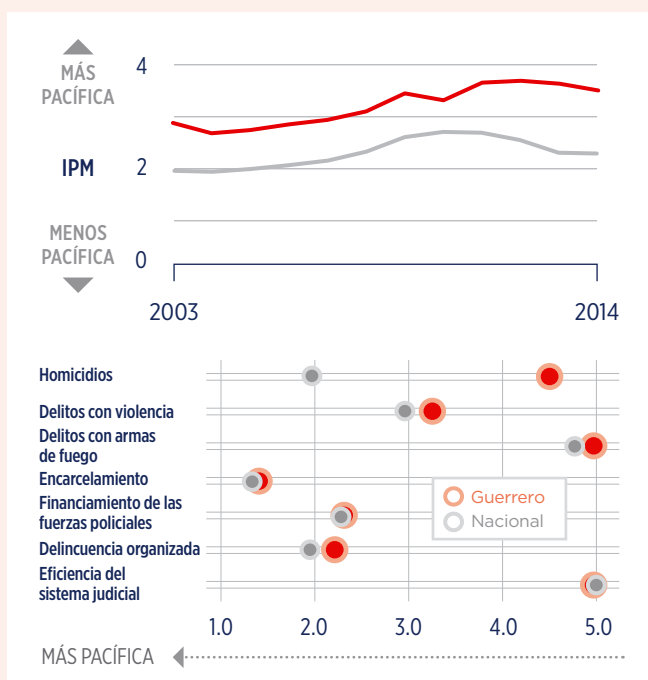 MÁS
PACÍFICA
4
IPM
2
MENOS
PACÍFICA
0
2003
2014
Homicidios
Delitos con violencia
Delitos con armas
de fuego
Encarcelamiento
Financiamiento de las
fuerzas policiales
Guerrero
Nacional
Delincuencia organizada
Eficiencia del
sistema judicial
1.0 2.0 3.0 4.0 5.0
MÁS PACÍFICA